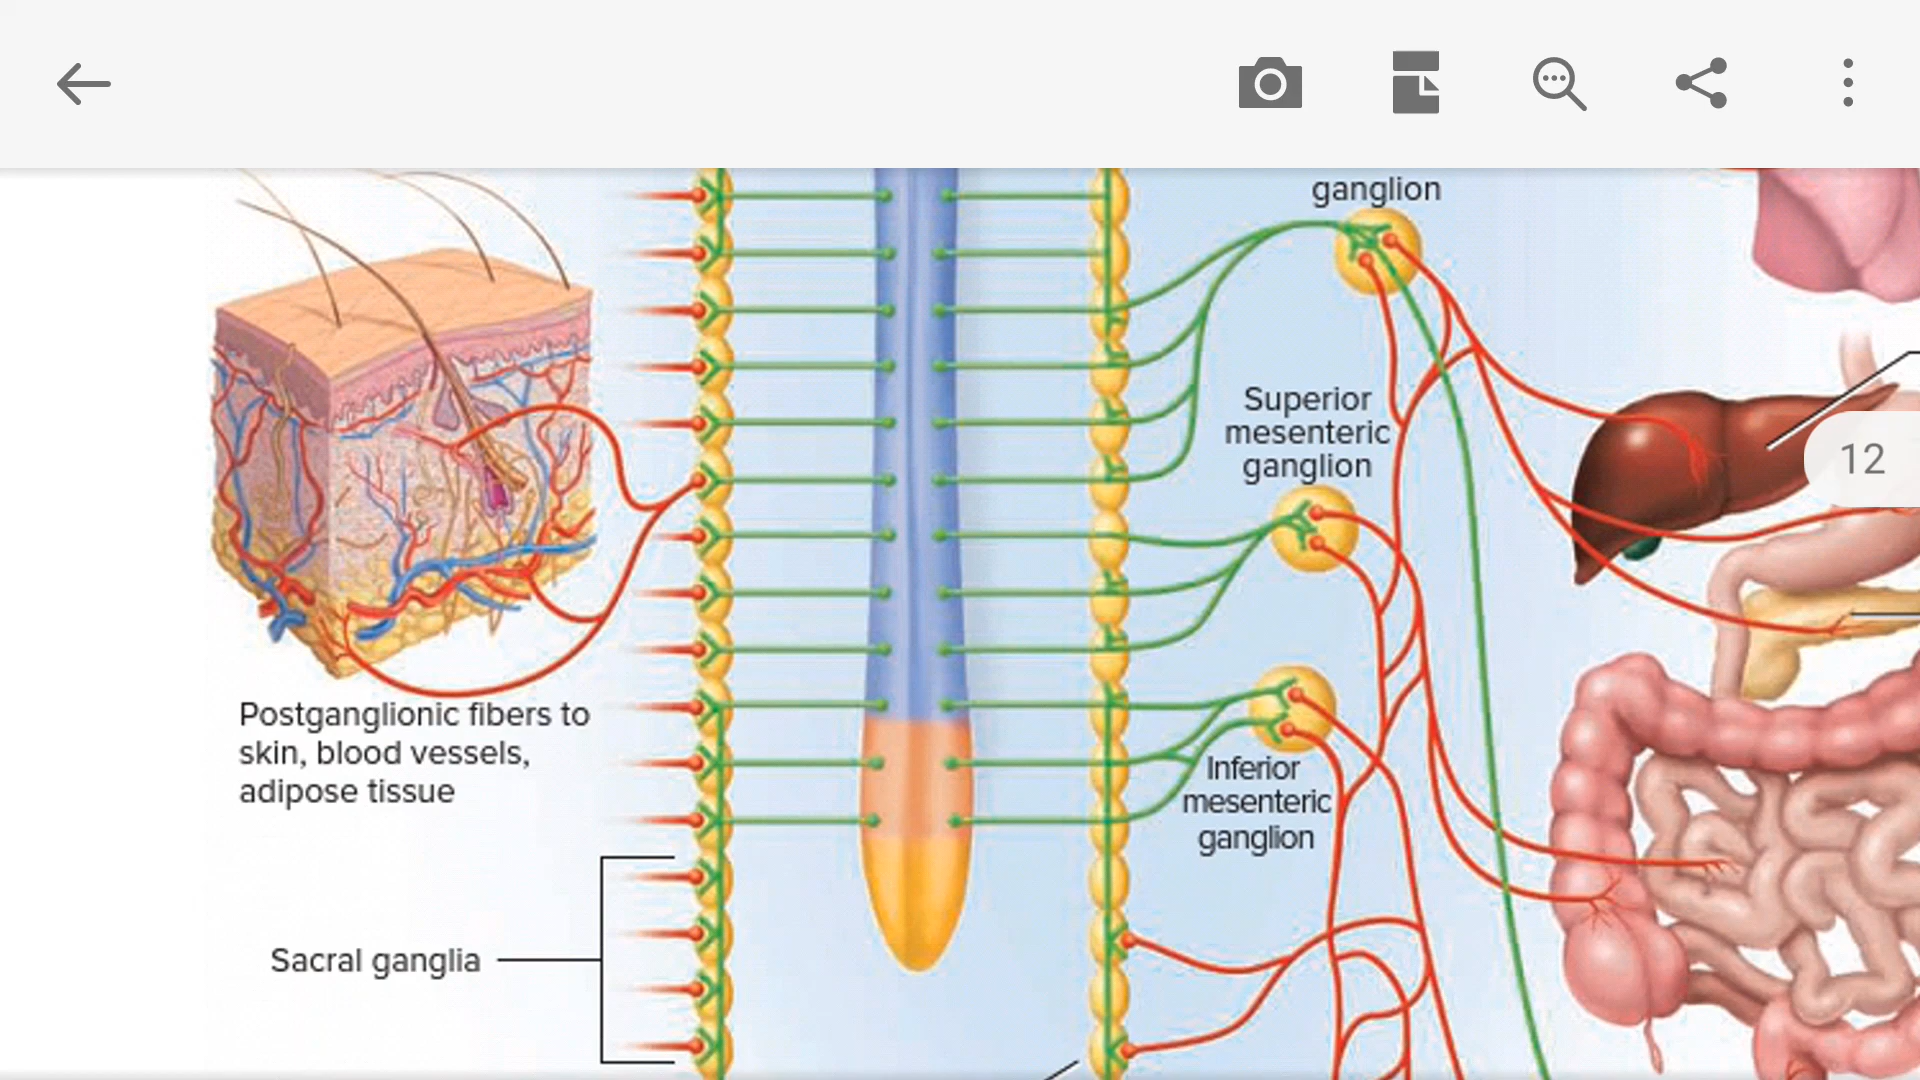 ganglion
Superior
mesenteric
ganglion
12
Postganglionic fibers to
skin, blood vessels,
adipose tissue
Inferior
mesenteric
ganglion
Sacral ganglia